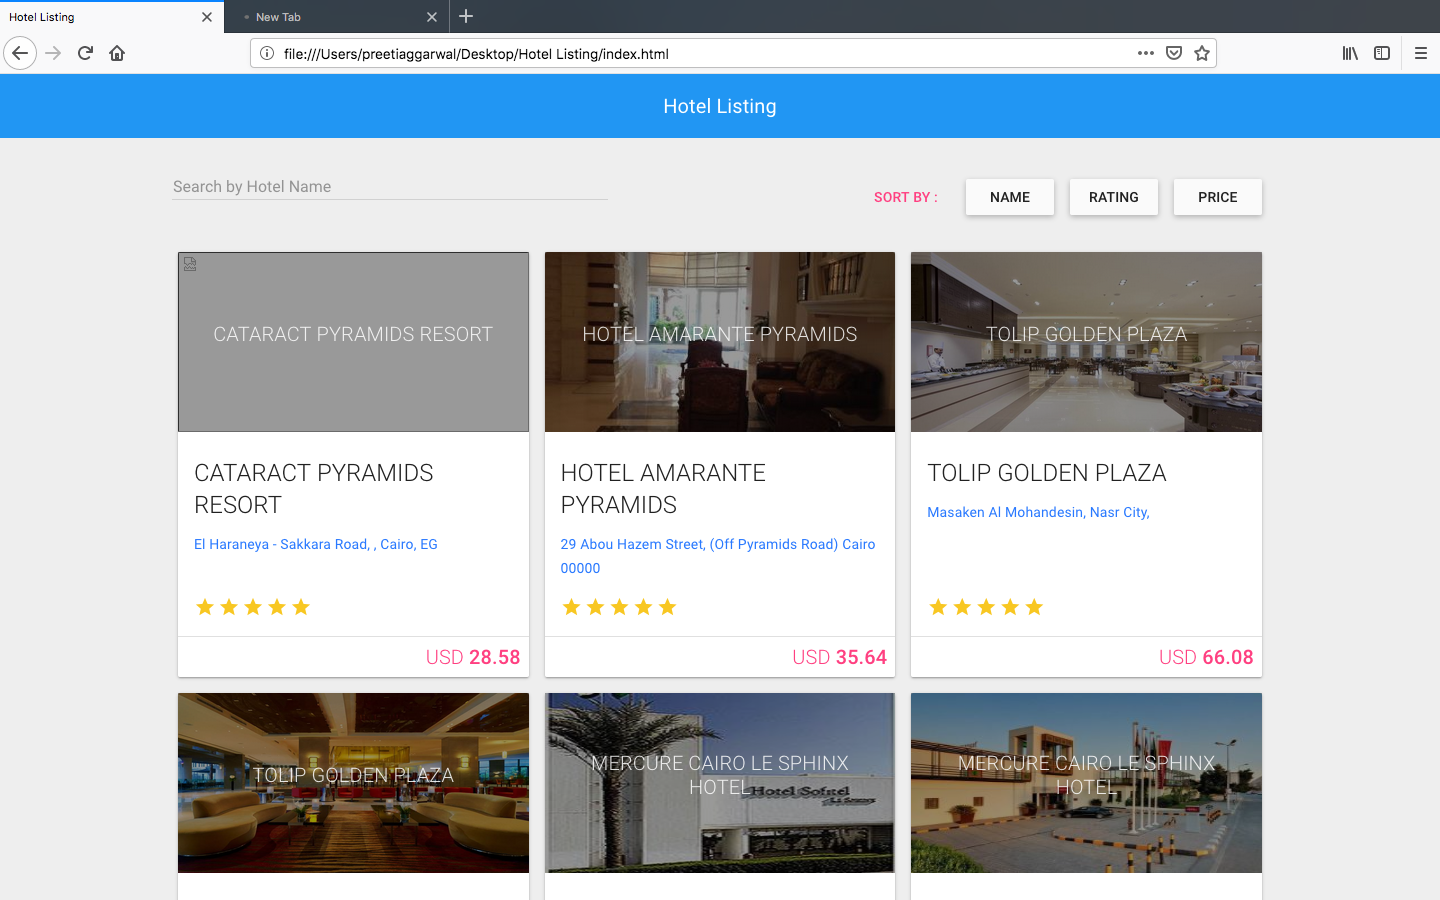 Hotel Listing
New Tab
file:///Users/preetiaggarwal/Desktop/Hotel Listing/index.html
Hotel Listing
Search by Hotel Name
SORT BY :
NAME
RATING
PRICE
CATARACT PYRAMIDS RESORT
HOTEL AMARANTE PYRAMIDS
TOLIP GOLDEN PLAZA
CATARACT PYRAMIDS
RESORT
El Haraneya - Sakkara Road, , Cairo, EG
USD 28.58
HOTEL AMARANTE
PYRAMIDS
29 Abou Hazem Street, (Off Pyramids Road) Cairo
00000
USD 35.64
TOLIP GOLDEN PLAZA
Masaken Al Mohandesin, Nasr City,
USD 66.08
TOLIP GOLDEN PLAZA
MERCURE CAIRO LE SPHINX
HOTEL
Hotel Sofitel
MERCURE CAIRO LE SPHINX
HOTEL